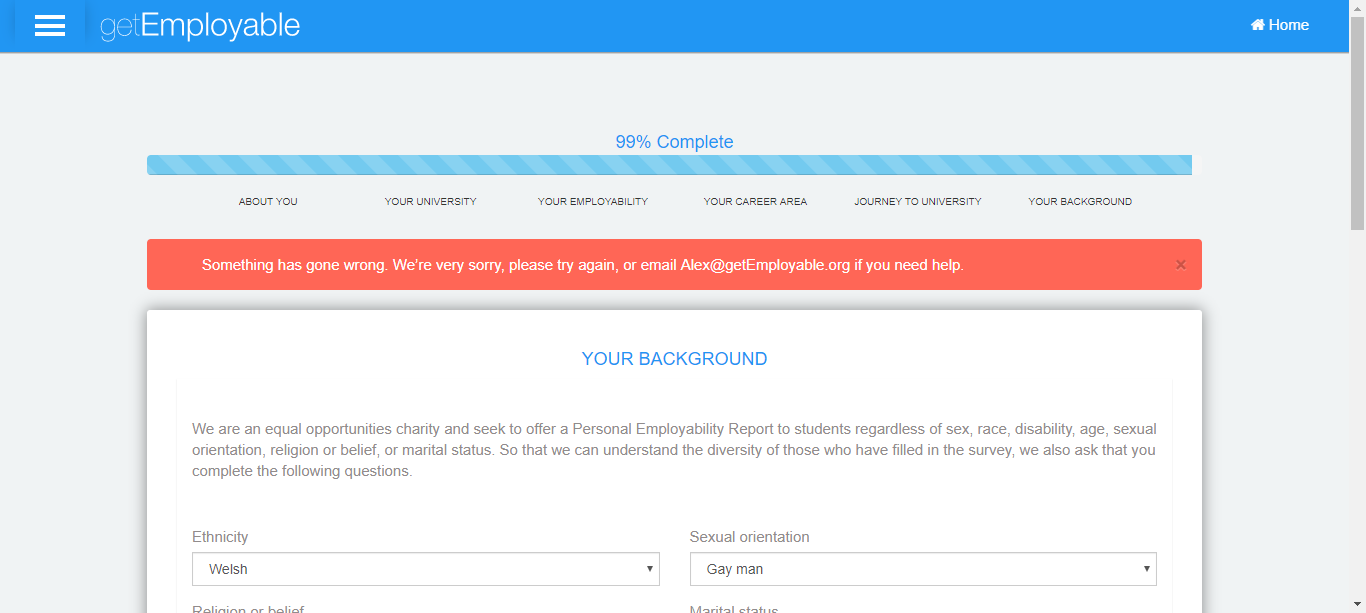 getEmployable
Home
99% Complete
ABOUT YOU
YOUR UNIVERSITY
YOUR EMPLOYABILITY
YOUR CAREER AREA
JOURNEY TO UNIVERSITY
YOUR BACKGROUND
Something has gone wrong. We're very sorry, please try again, or email Alex@getEmployable.org if you need help.
×
YOUR BACKGROUND
We are an equal opportunities charity and seek to offer a Personal Employability Report to students regardless of sex, race, disability, age, sexual
orientation, religion or belief, or marital status. So that we can understand the diversity of those who have filled in the survey, we also ask that you
complete the following questions.
Ethnicity
Sexual orientation
Welsh
Gay man
Religion or belief
Marital status